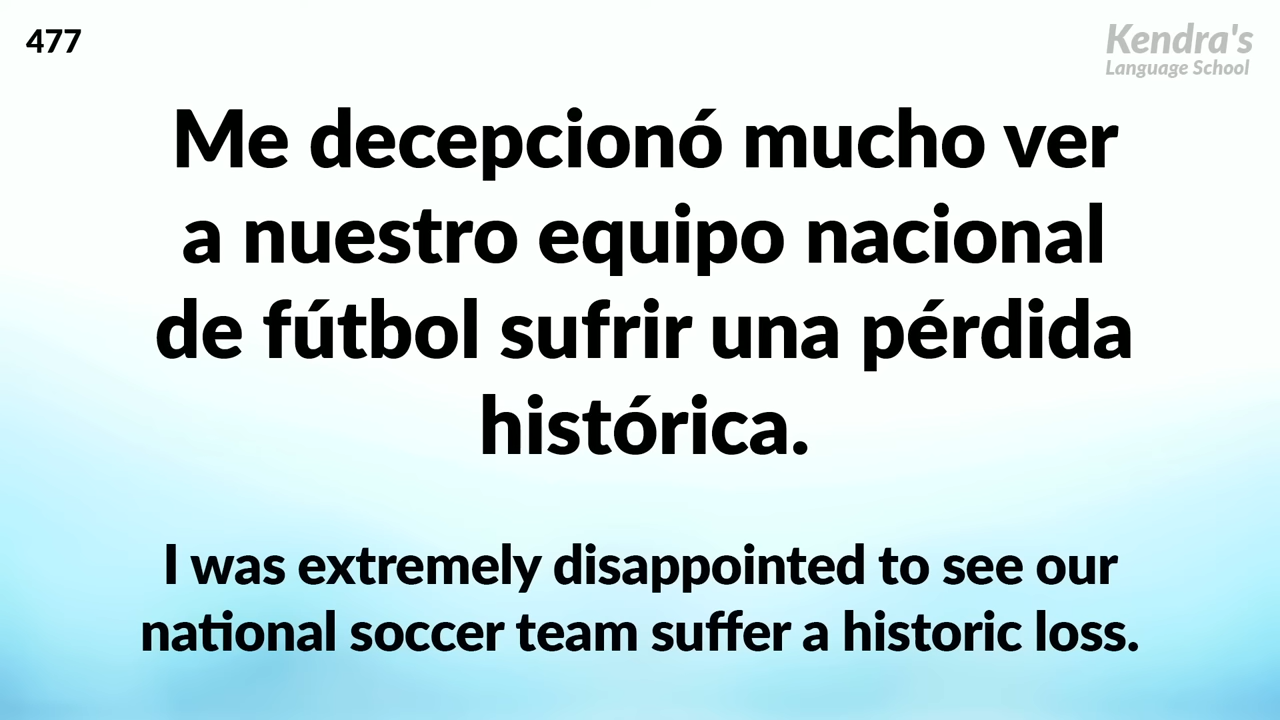 477
Kendra's
Language School
Me decepcionó mucho ver
a nuestro equipo nacional
de fútbol sufrir una pérdida
histórica.
I was extremely disappointed to see our
national soccer team suffer a historic loss.